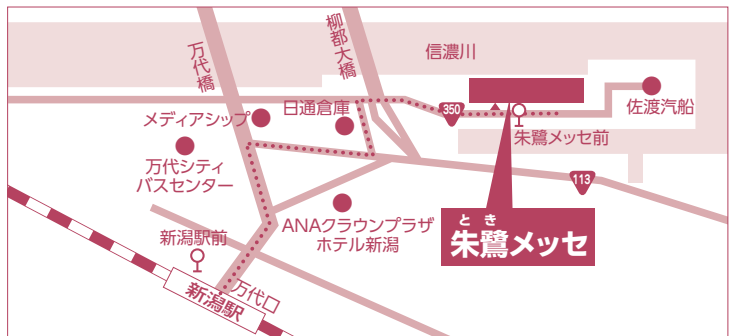 信濃川
万代橋
柳都大橋
350
佐渡汽船
日通倉庫
メディアシップ
朱鷺メッセ前
万代シティ
バスセンター
113
ANAクラウンプラザ
ホテル新潟
とき
朱鷺メッセ
新潟駅前
万代口
新潟駅